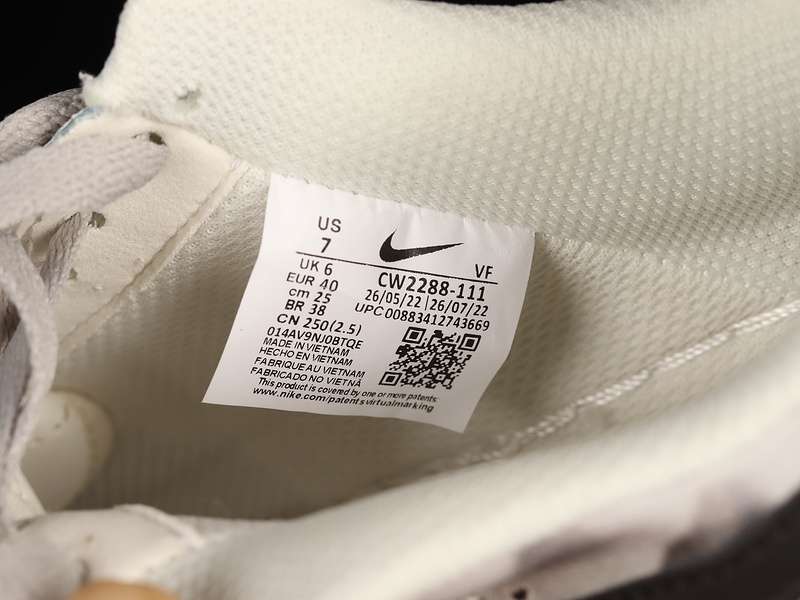 US
7
VF
UK 6
EUR 40
cm 25
BR 38
CN 250(2.5)
014AV9NJ0BTQE
MADE IN VIETNAM
HECHO EN VIETNAM
FABRIQUE AU VIETNAM
FABRICADO NO VIETNÃ
CW2288-111
26/05/22 | 26/07/22
UPC 00883412743669
This product is covered by one or more patents:
www.nike.com/patents virtualmarking